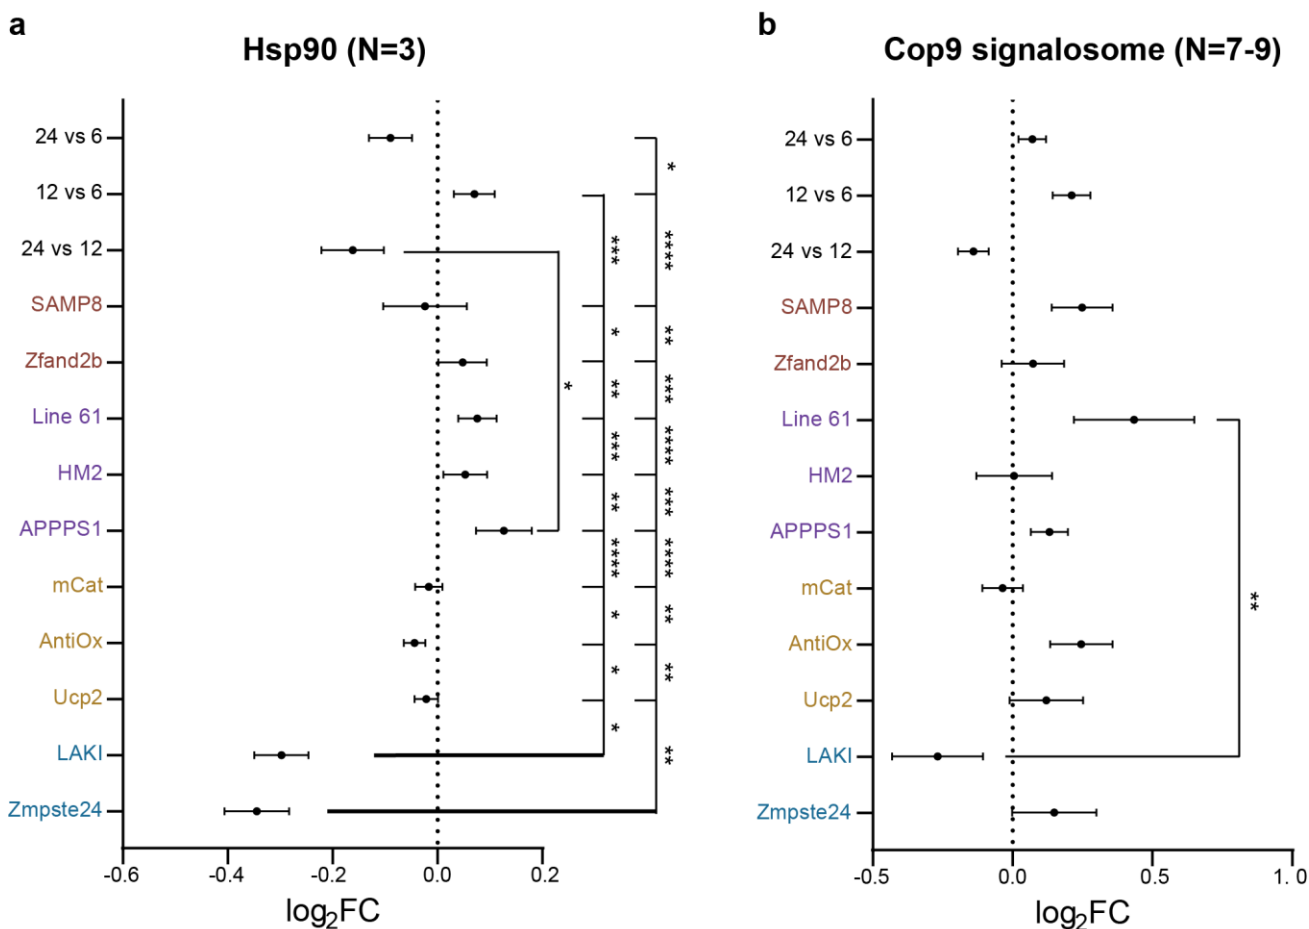 a
Hsp90 (N=3)
24 vs 6
12 vs 6
24 vs 12
SAMP8
Zfand2b
Line 61
HM2
APPPS1
mCat
AntiOx
Ucp2
LAKI
Zmpste24
*
***
*
**
***
**
****
*
*
*
*
****
**
***
****
***
****
**
**
**
-0.6
-0.4
-0.2
0.0
0.2
log2FC
b
Cop9 signalosome (N=7-9)
24 vs 6
12 vs 6
24 vs 12
SAMP8
Zfand2b
Line 61
HM2
APPPS1
mCat
AntiOx
Ucp2
LAKI
Zmpste24
**
-0.5
0.0
0.5
1.0
log2FC